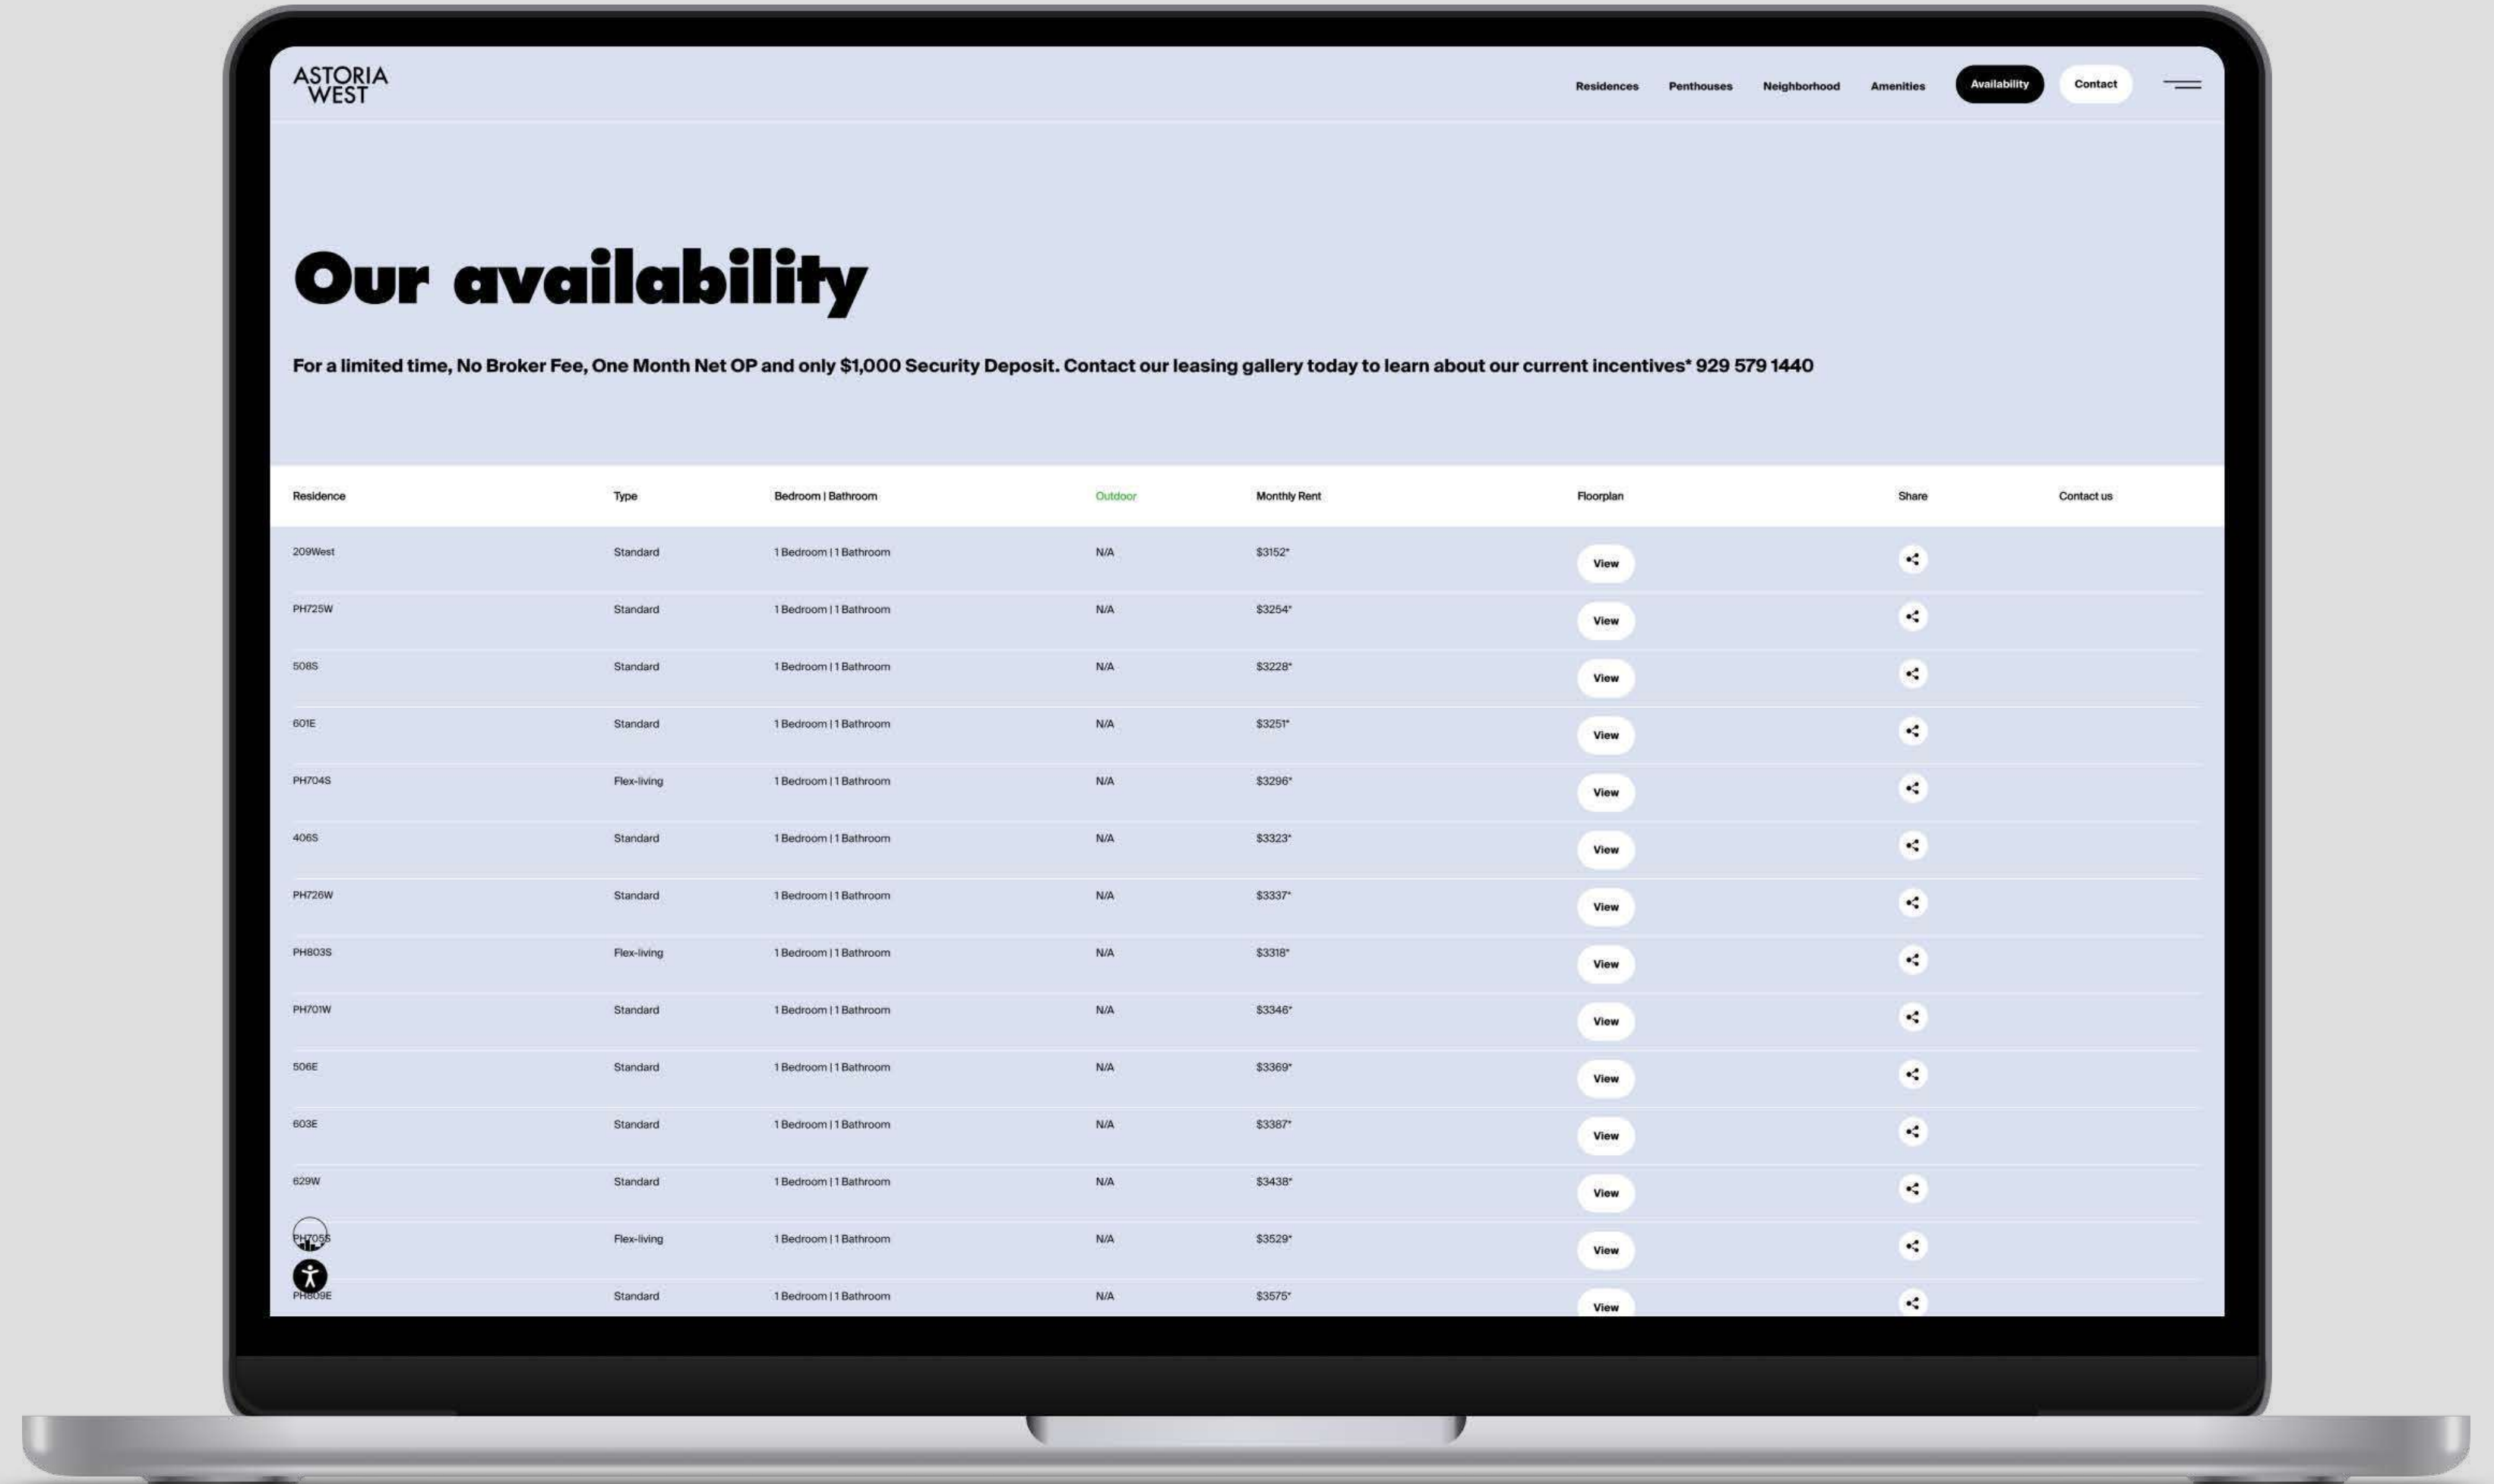 ASTORIA
WEST
Residences Penthouses Neighborhood Amenities Availability Contact
Our availability
For a limited time, No Broker Fee, One Month Net OP and only $1,000 Security Deposit. Contact our leasing gallery today to learn about our current incentives* 929 579 1440
Residence Type Bedroom | Bathroom Outdoor Monthly Rent Floorplan Share Contact us
209West Standard 1 Bedroom | 1 Bathroom N/A $3152* View
PH725W Standard 1 Bedroom | 1 Bathroom N/A $3254* View
508S Standard 1 Bedroom | 1 Bathroom N/A $3228* View
601E Standard 1 Bedroom | 1 Bathroom N/A $3251* View
PH704S Flex-living 1 Bedroom | 1 Bathroom N/A $3296* View
406S Standard 1 Bedroom | 1 Bathroom N/A $3323* View
PH726W Standard 1 Bedroom | 1 Bathroom N/A $3337* View
PH803S Flex-living 1 Bedroom | 1 Bathroom N/A $3318* View
PH701W Standard 1 Bedroom | 1 Bathroom N/A $3346* View
506E Standard 1 Bedroom | 1 Bathroom N/A $3369* View
603E Standard 1 Bedroom | 1 Bathroom N/A $3387* View
629W Standard 1 Bedroom | 1 Bathroom N/A $3438* View
PH705S Flex-living 1 Bedroom | 1 Bathroom N/A $3529* View
PH809E Standard 1 Bedroom | 1 Bathroom N/A $3575* View